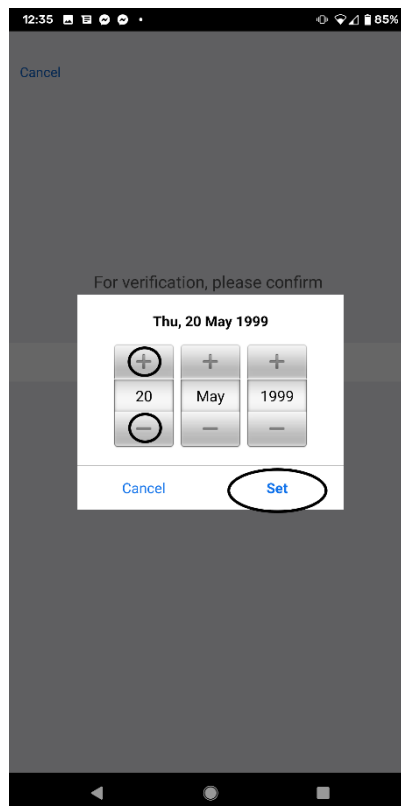 12:35 85%
Cancel
For verification, please confirm
Thu, 20 May 1999
+ + +
20 May 1999
− − −
Cancel Set